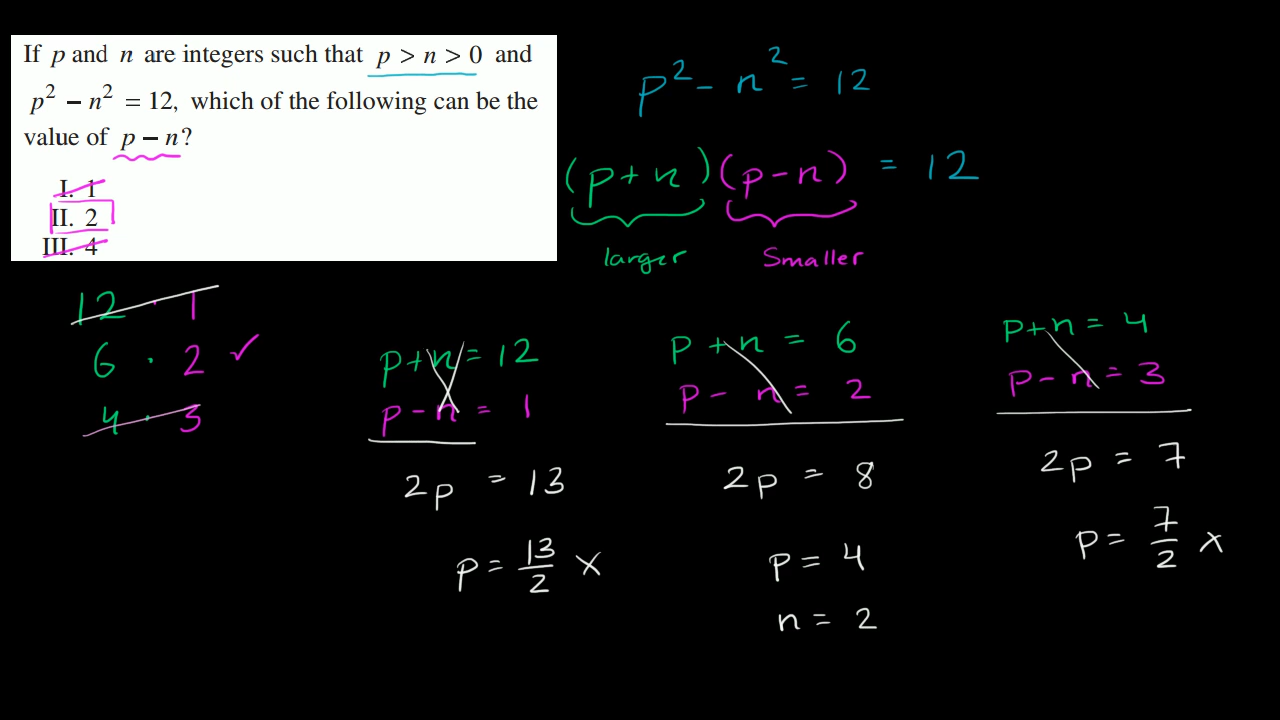 If p and n are integers such that p > n > 0 and
p² − n² = 12, which of the following can be the
value of p − n?
I. 1
II. 2
III. 4
p² - n² = 12
(p+n)(p-n) = 12
larger smaller
12 · 1
6 · 2 ✓
4 · 3
p+n = 12
p-n = 1
2p = 13
p = 13/2 x
p+n = 6
p- n = 2
2p = 8
p = 4
n = 2
p+n = 4
p-n = 3
2p = 7
p = 7/2 x